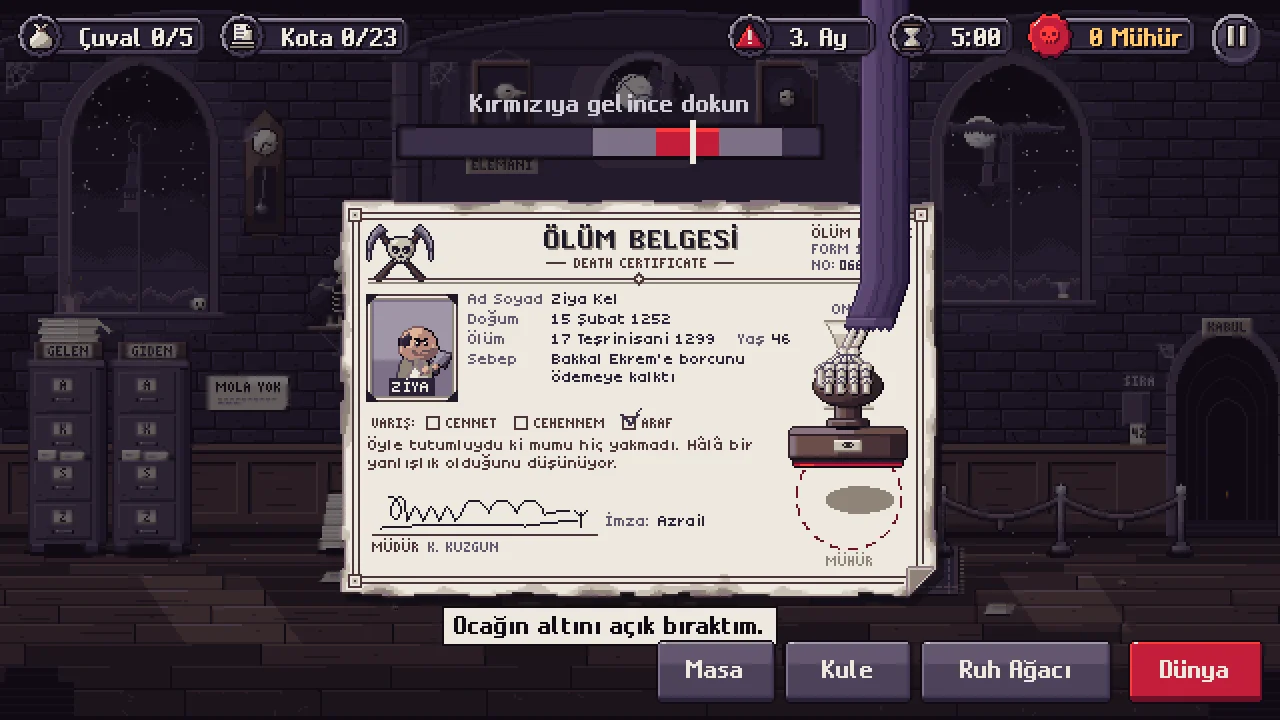 Çuval 0/5
Kota 0/23
3. Ay
5:00
0 Mühür
Kırmızıya gelince dokun
ELEMANI
ÖLÜM BELGESİ
DEATH CERTIFICATE
ÖLÜM
FORM
NO: 066
Ad Soyad Ziya Kel
Doğum 15 Şubat 1252
Ölüm 17 Teşrinisani 1299 Yaş 46
Sebep Bakkal Ekrem'e borcunu
ödemeye kalktı
ZİYA
VARIŞ: CENNET CEHENNEM ARAF
Öyle tutumluydu ki mumu hiç yakmadı. Hâlâ bir
yanlışlık olduğunu düşünüyor.
İmza: Azrail
MÜDÜR K. KUZGUN
MÜHÜR
GELEN
GİDEN
A
A
K
K
S
S
Z
Z
MOLA YOK
KABUL
SIRA
42
Ocağın altını açık bıraktım.
Masa
Kule
Ruh Ağacı
Dünya